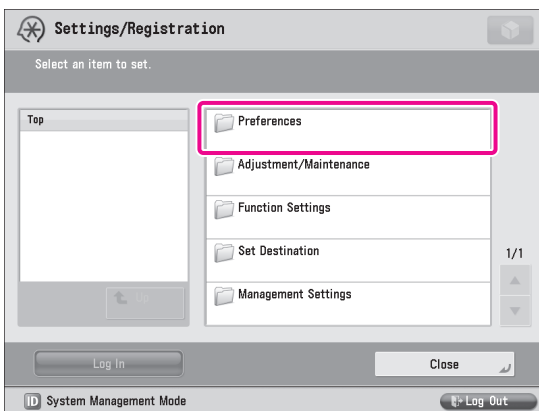 Settings/Registration
Select an item to set.
Top
Preferences
Adjustment/Maintenance
Function Settings
Set Destination
1/1
Management Settings
Up
Log In
Close
ID System Management Mode
Log Out